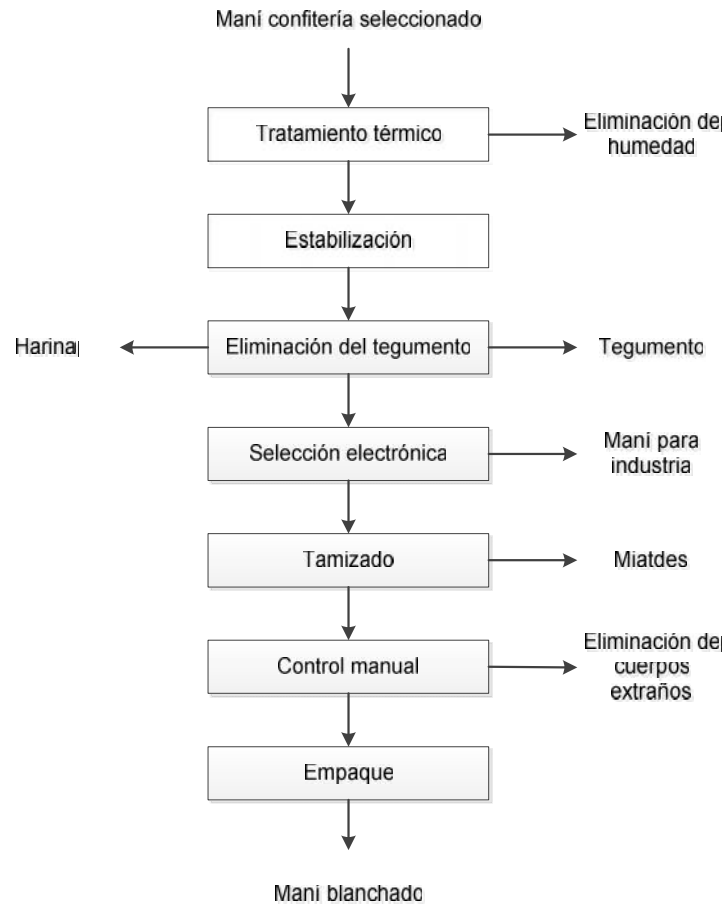 Maní confitería seleccionado
Tratamiento térmico
Eliminación de
humedad
Estabilización
Harina
Eliminación del tegumento
Tegumento
Selección electrónica
Maní para
industria
Tamizado
Miatdes
Control manual
Eliminación de
cuerpos
extraños
Empaque
Maní blanchado